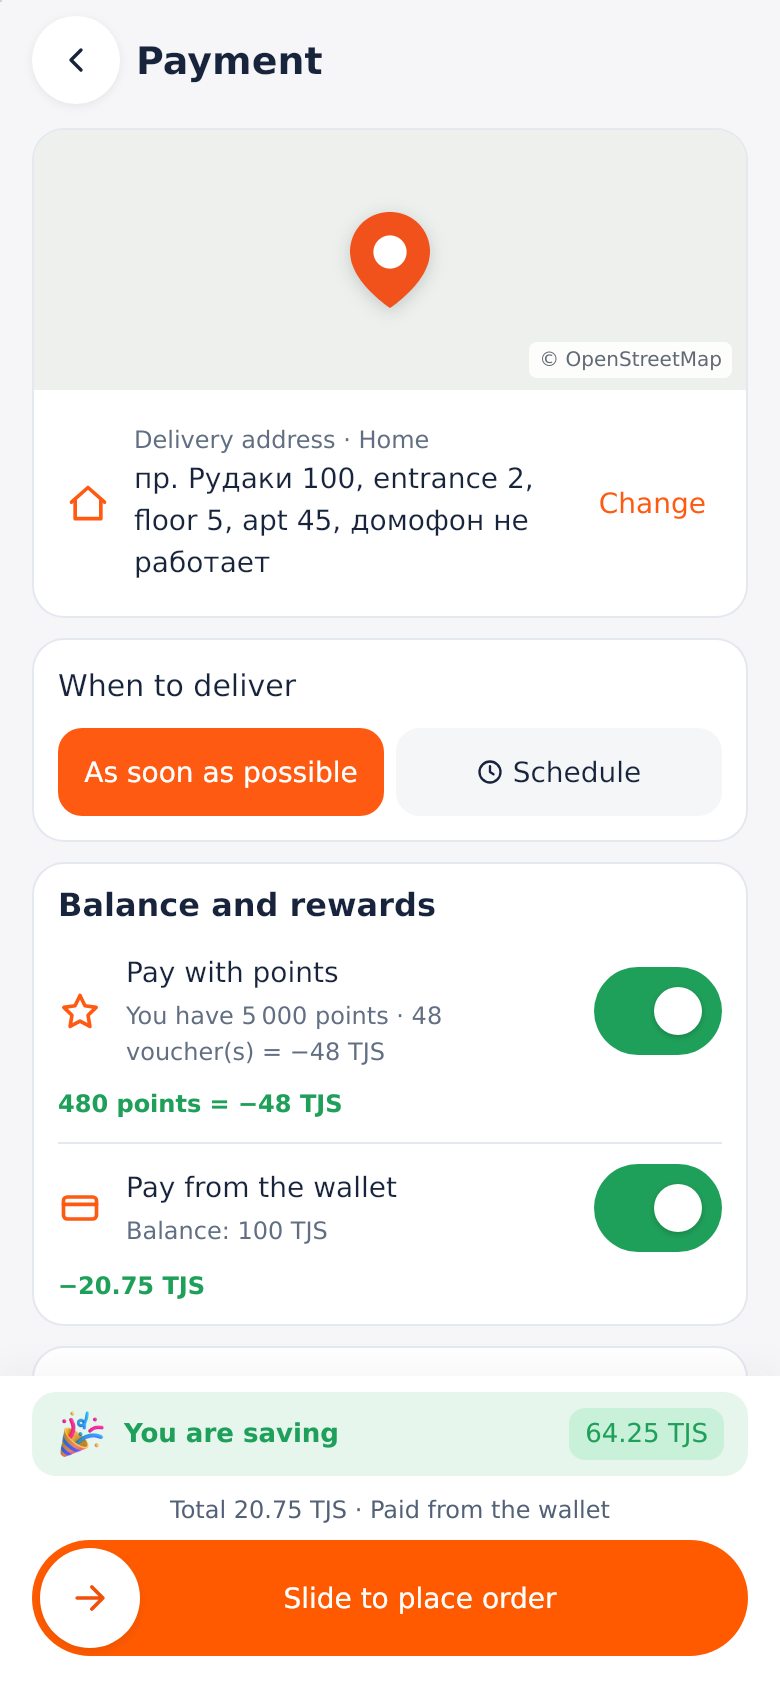 Payment
© OpenStreetMap
Delivery address · Home
пр. Рудаки 100, entrance 2,
floor 5, apt 45, домофон не
работает
Change
When to deliver
As soon as possible
Schedule
Balance and rewards
Pay with points
You have 5 000 points · 48
voucher(s) = −48 TJS
480 points = −48 TJS
Pay from the wallet
Balance: 100 TJS
−20.75 TJS
You are saving
64.25 TJS
Total 20.75 TJS · Paid from the wallet
Slide to place order